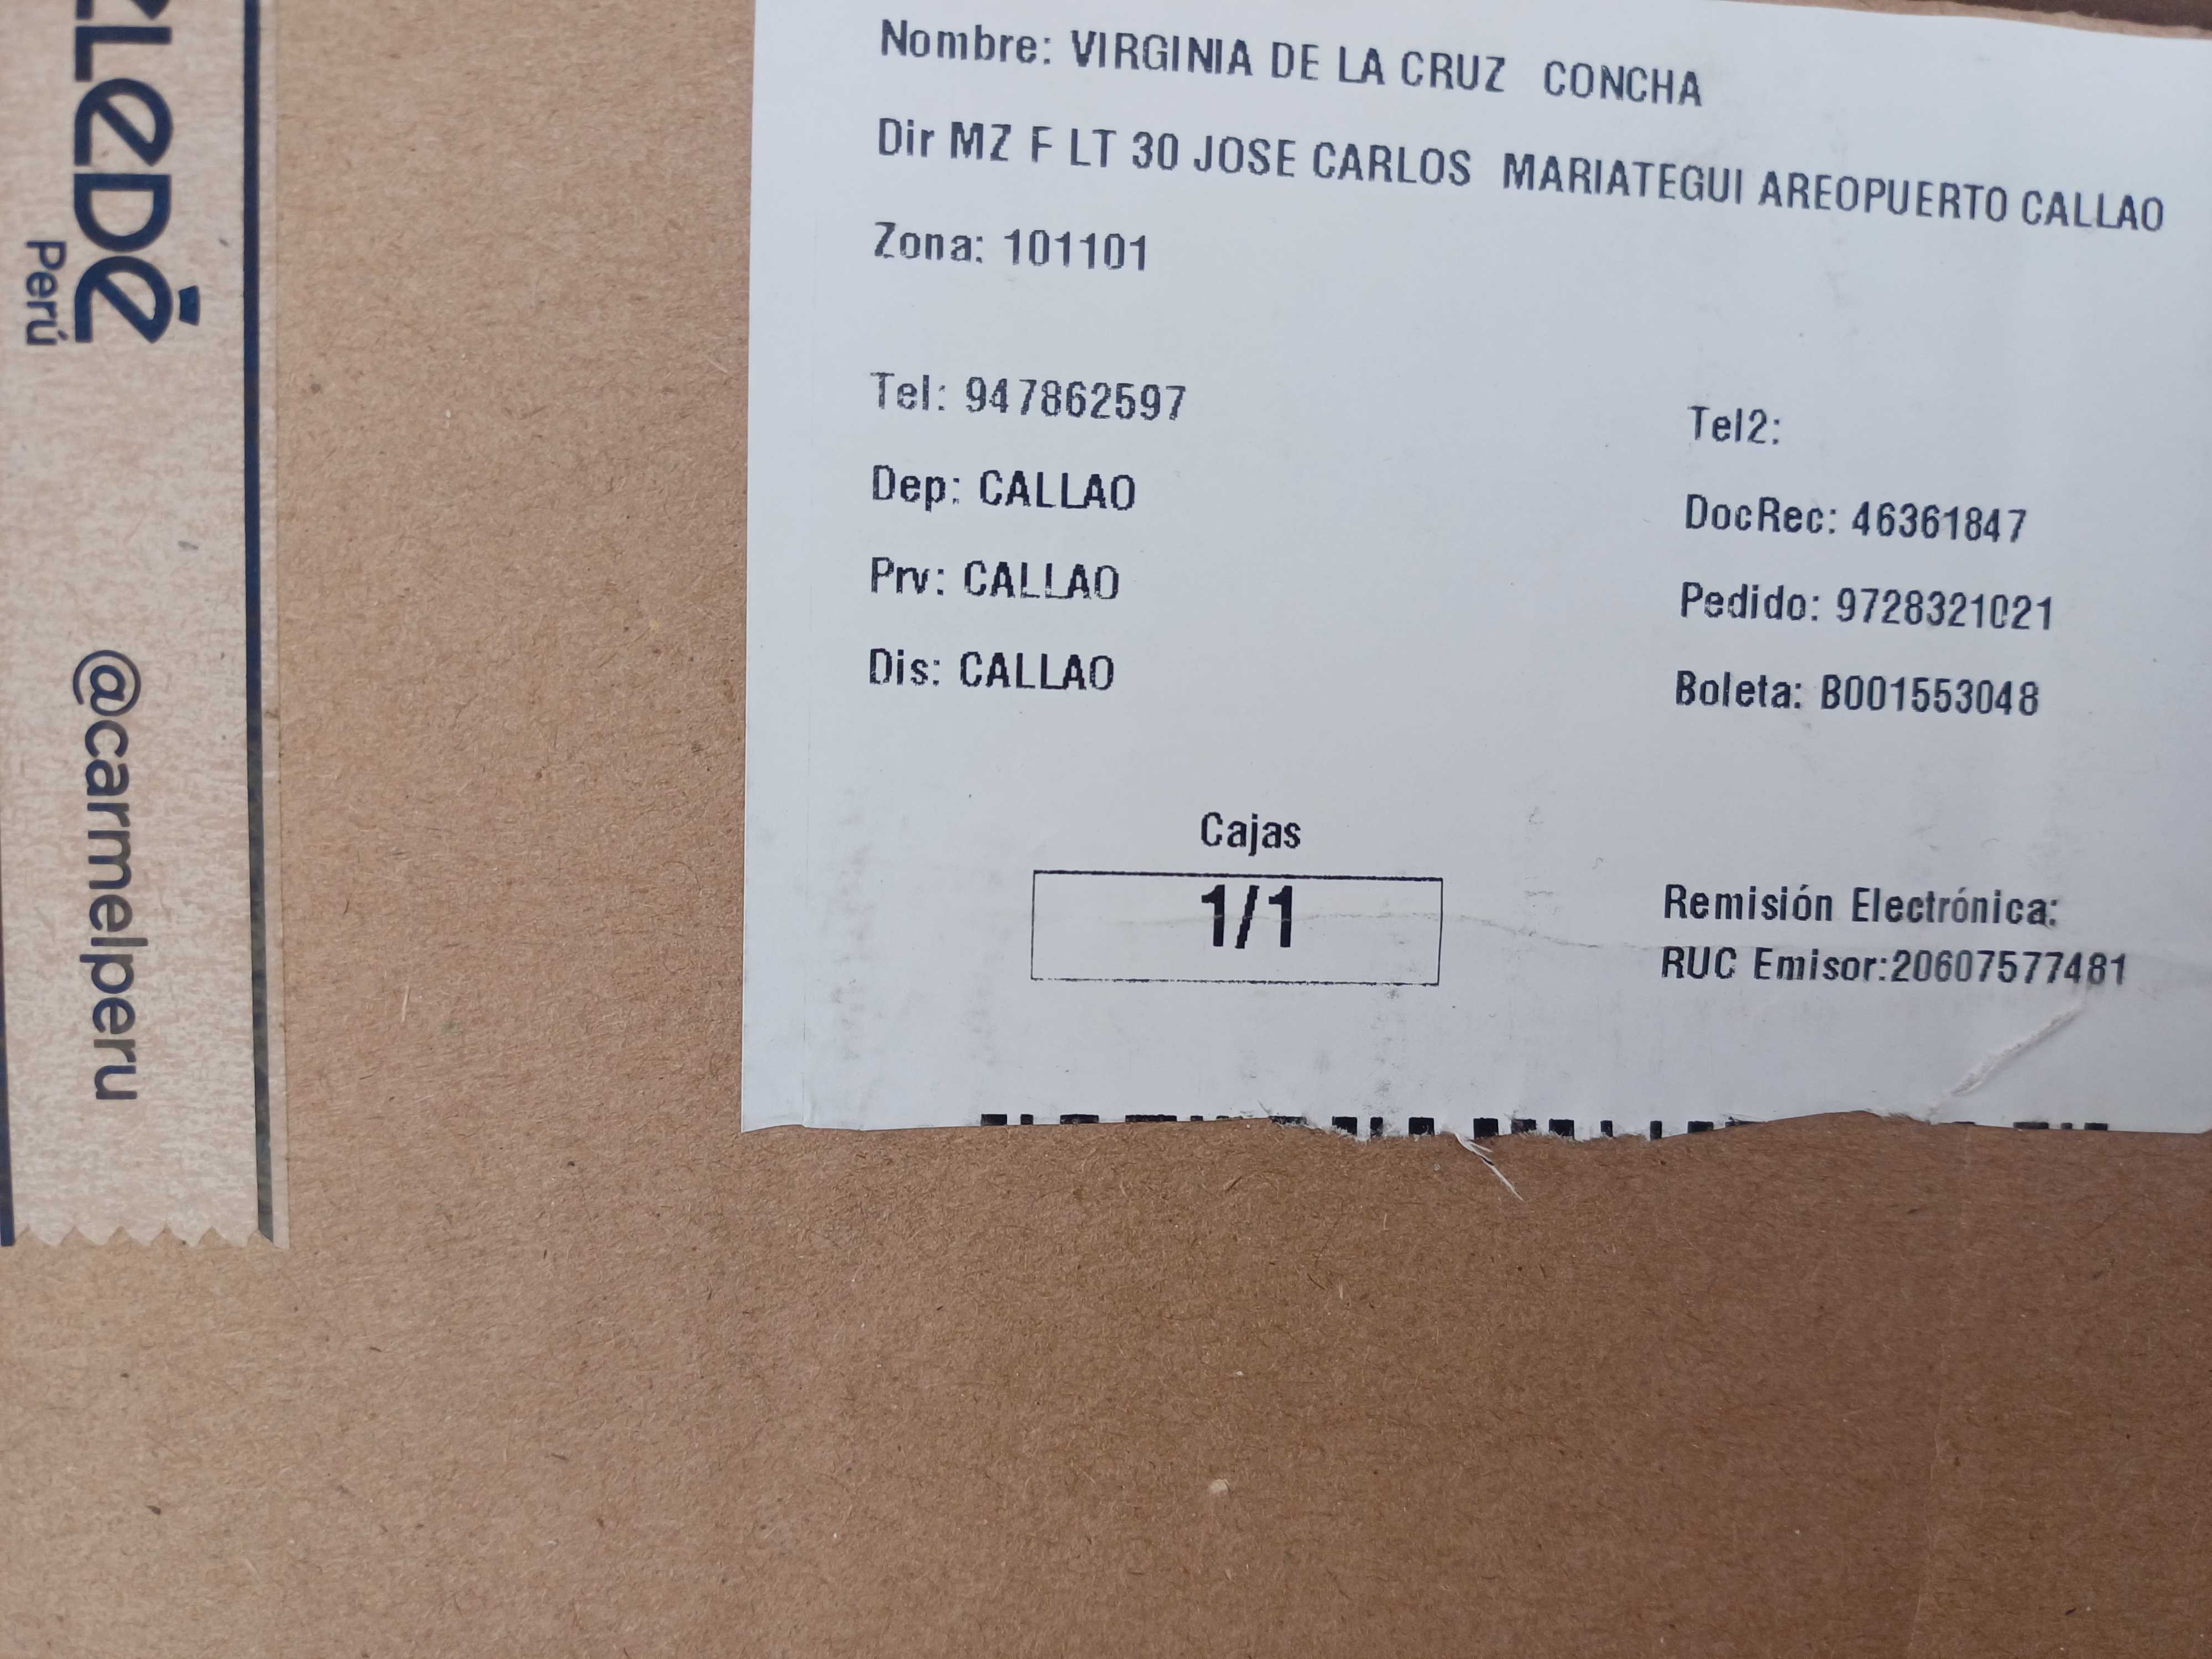 Nombre: VIRGINIA DE LA CRUZ CONCHA
Dir MZ F LT 30 JOSE CARLOS MARIATEGUI AREOPUERTO CALLAO
Zona: 101101
Tel: 947862597
Tel2:
Dep: CALLAO
DocRec: 46361847
Prv: CALLAO
Pedido: 9728321021
Dis: CALLAO
Boleta: B001553048
Cajas
1/1
Remisión Electrónica:
RUC Emisor:20607577481
Perú
@carmelperu